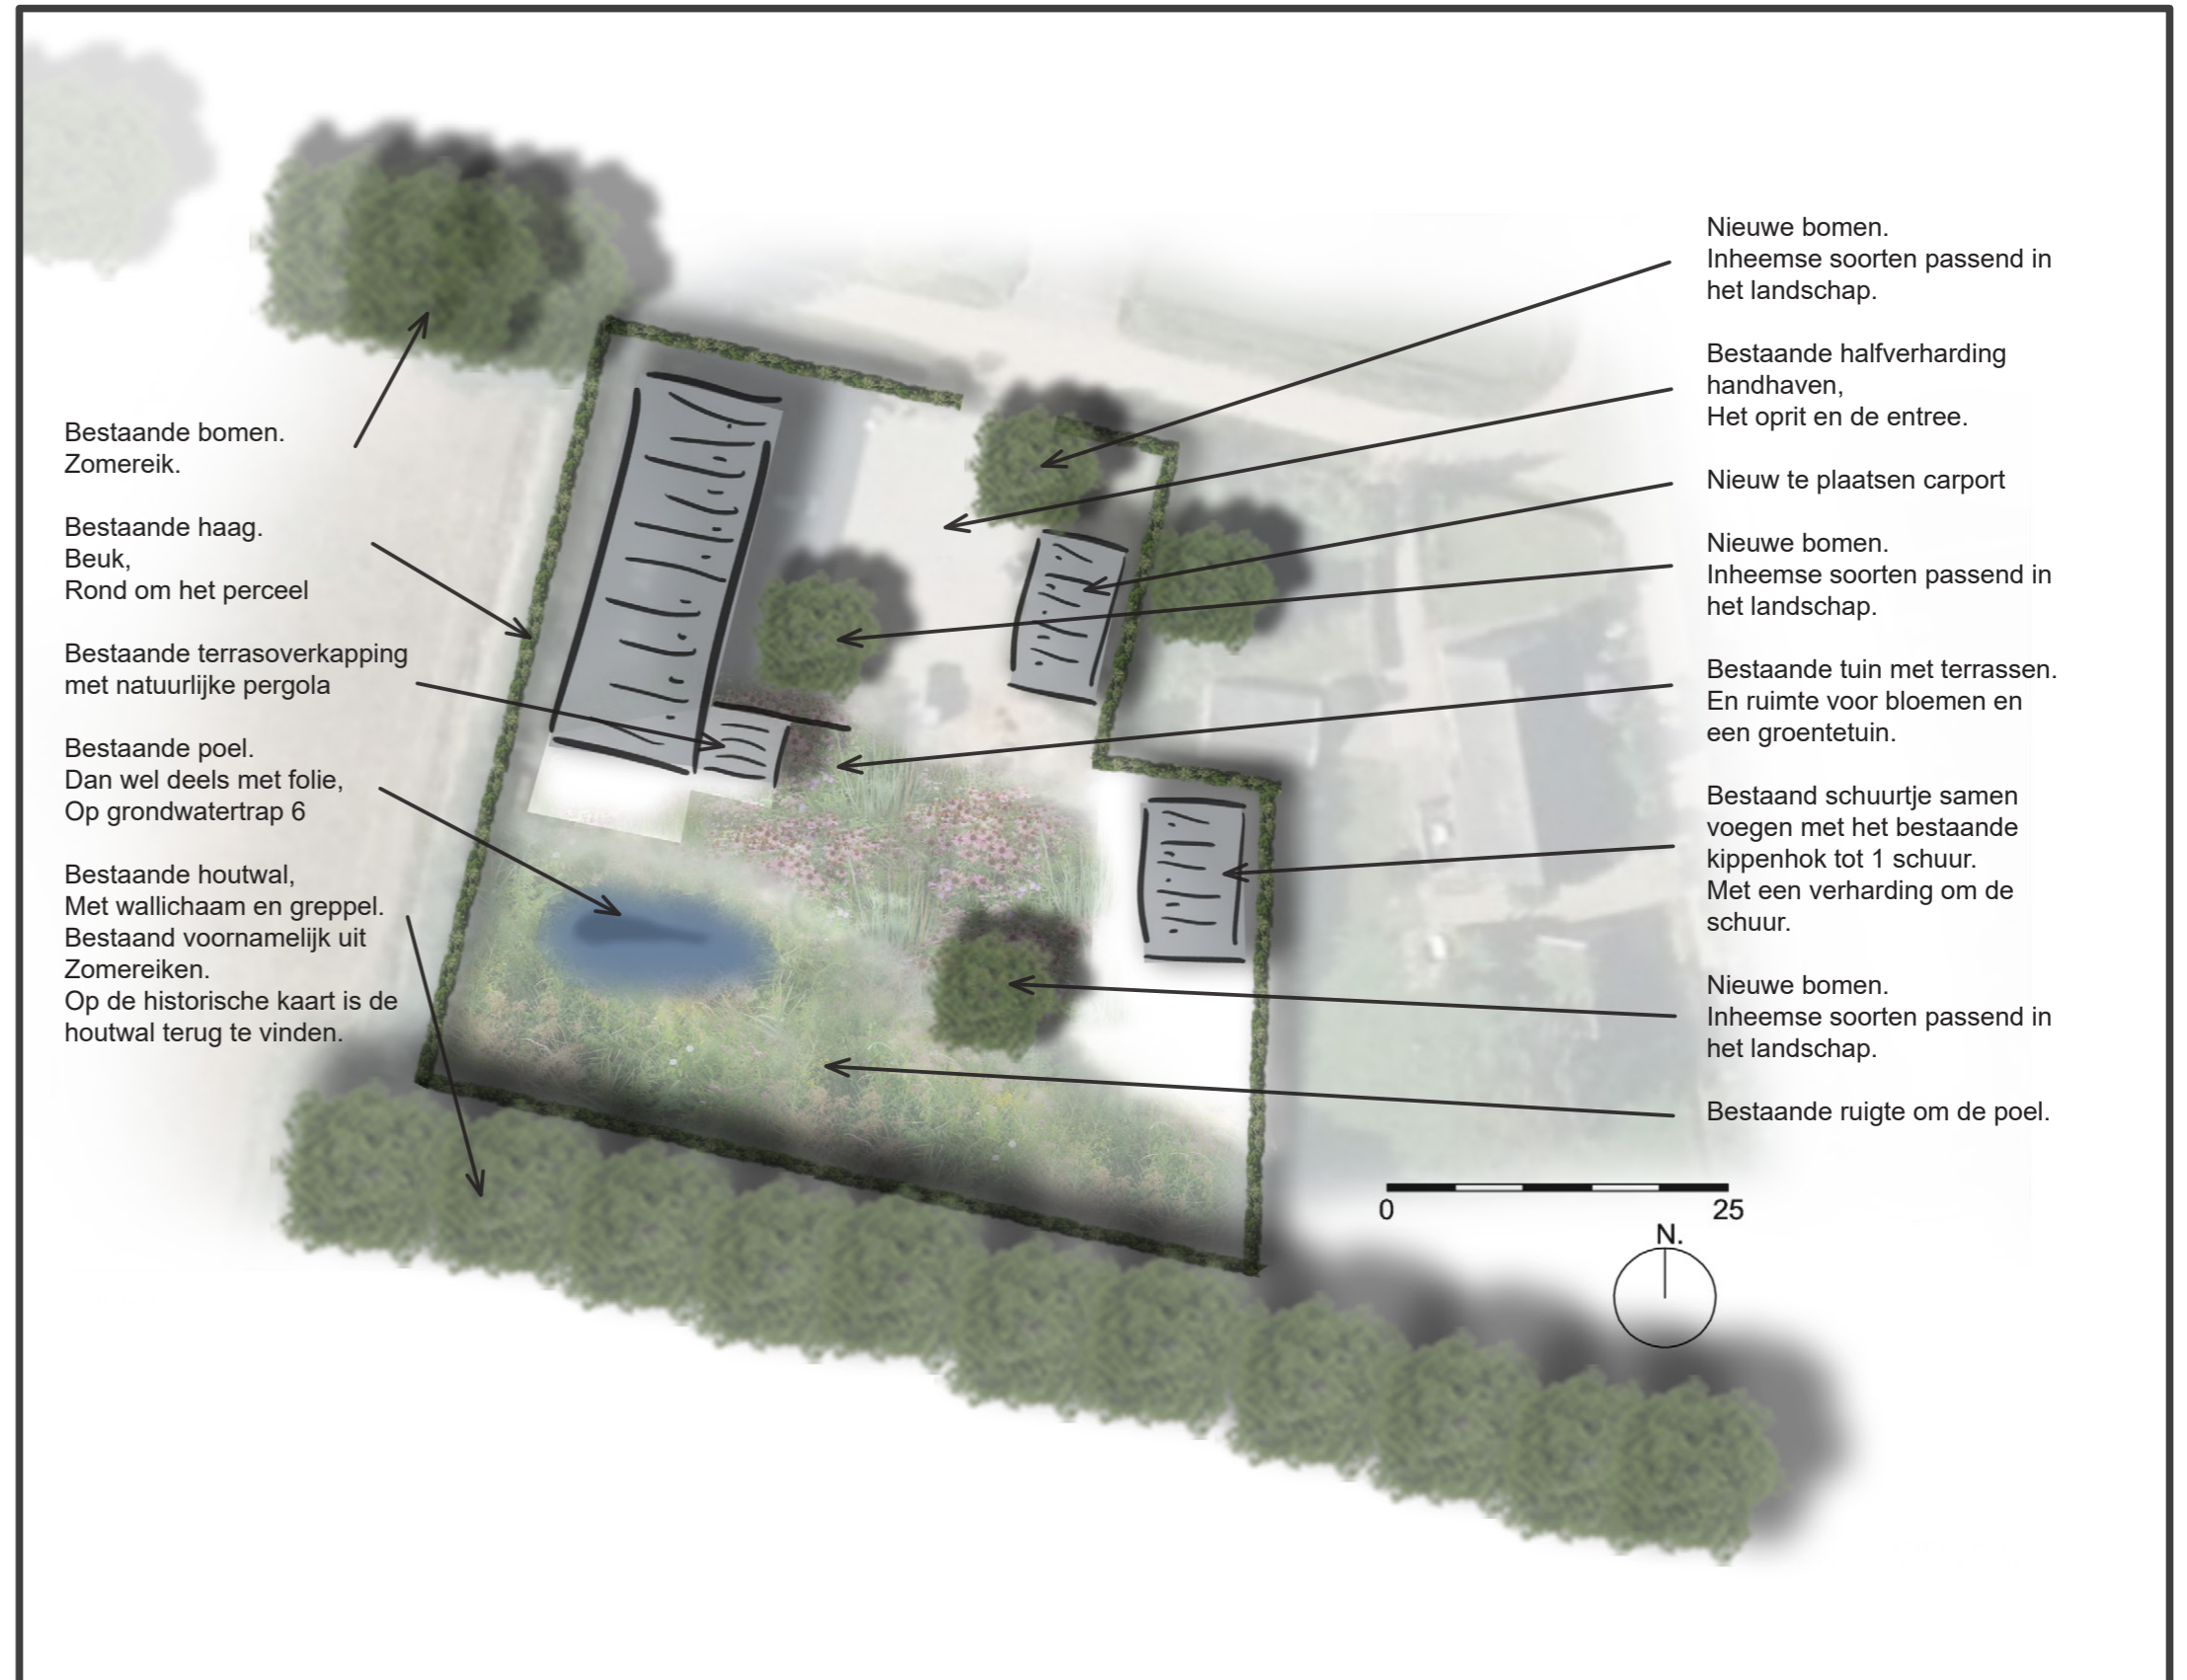 Bestaande bomen.
Zomereik.
Bestaande haag.
Beuk,
Rond om het perceel
Bestaande terrasoverkapping
met natuurlijke pergola
Bestaande poel.
Dan wel deels met folie,
Op grondwatertrap 6
Bestaande houtwal,
Met wallichaam en greppel.
Bestaand voornamelijk uit
Zomereiken.
Op de historische kaart is de
houtwal terug te vinden.
Nieuwe bomen.
Inheemse soorten passend in
het landschap.
Bestaande halfverharding
handhaven,
Het oprit en de entree.
Nieuw te plaatsen carport
Nieuwe bomen.
Inheemse soorten passend in
het landschap.
Bestaande tuin met terrassen.
En ruimte voor bloemen en
een groentetuin.
Bestaand schuurtje samen
voegen met het bestaande
kippenhok tot 1 schuur.
Met een verharding om de
schuur.
Nieuwe bomen.
Inheemse soorten passend in
het landschap.
Bestaande ruigte om de poel.
0 25
N.